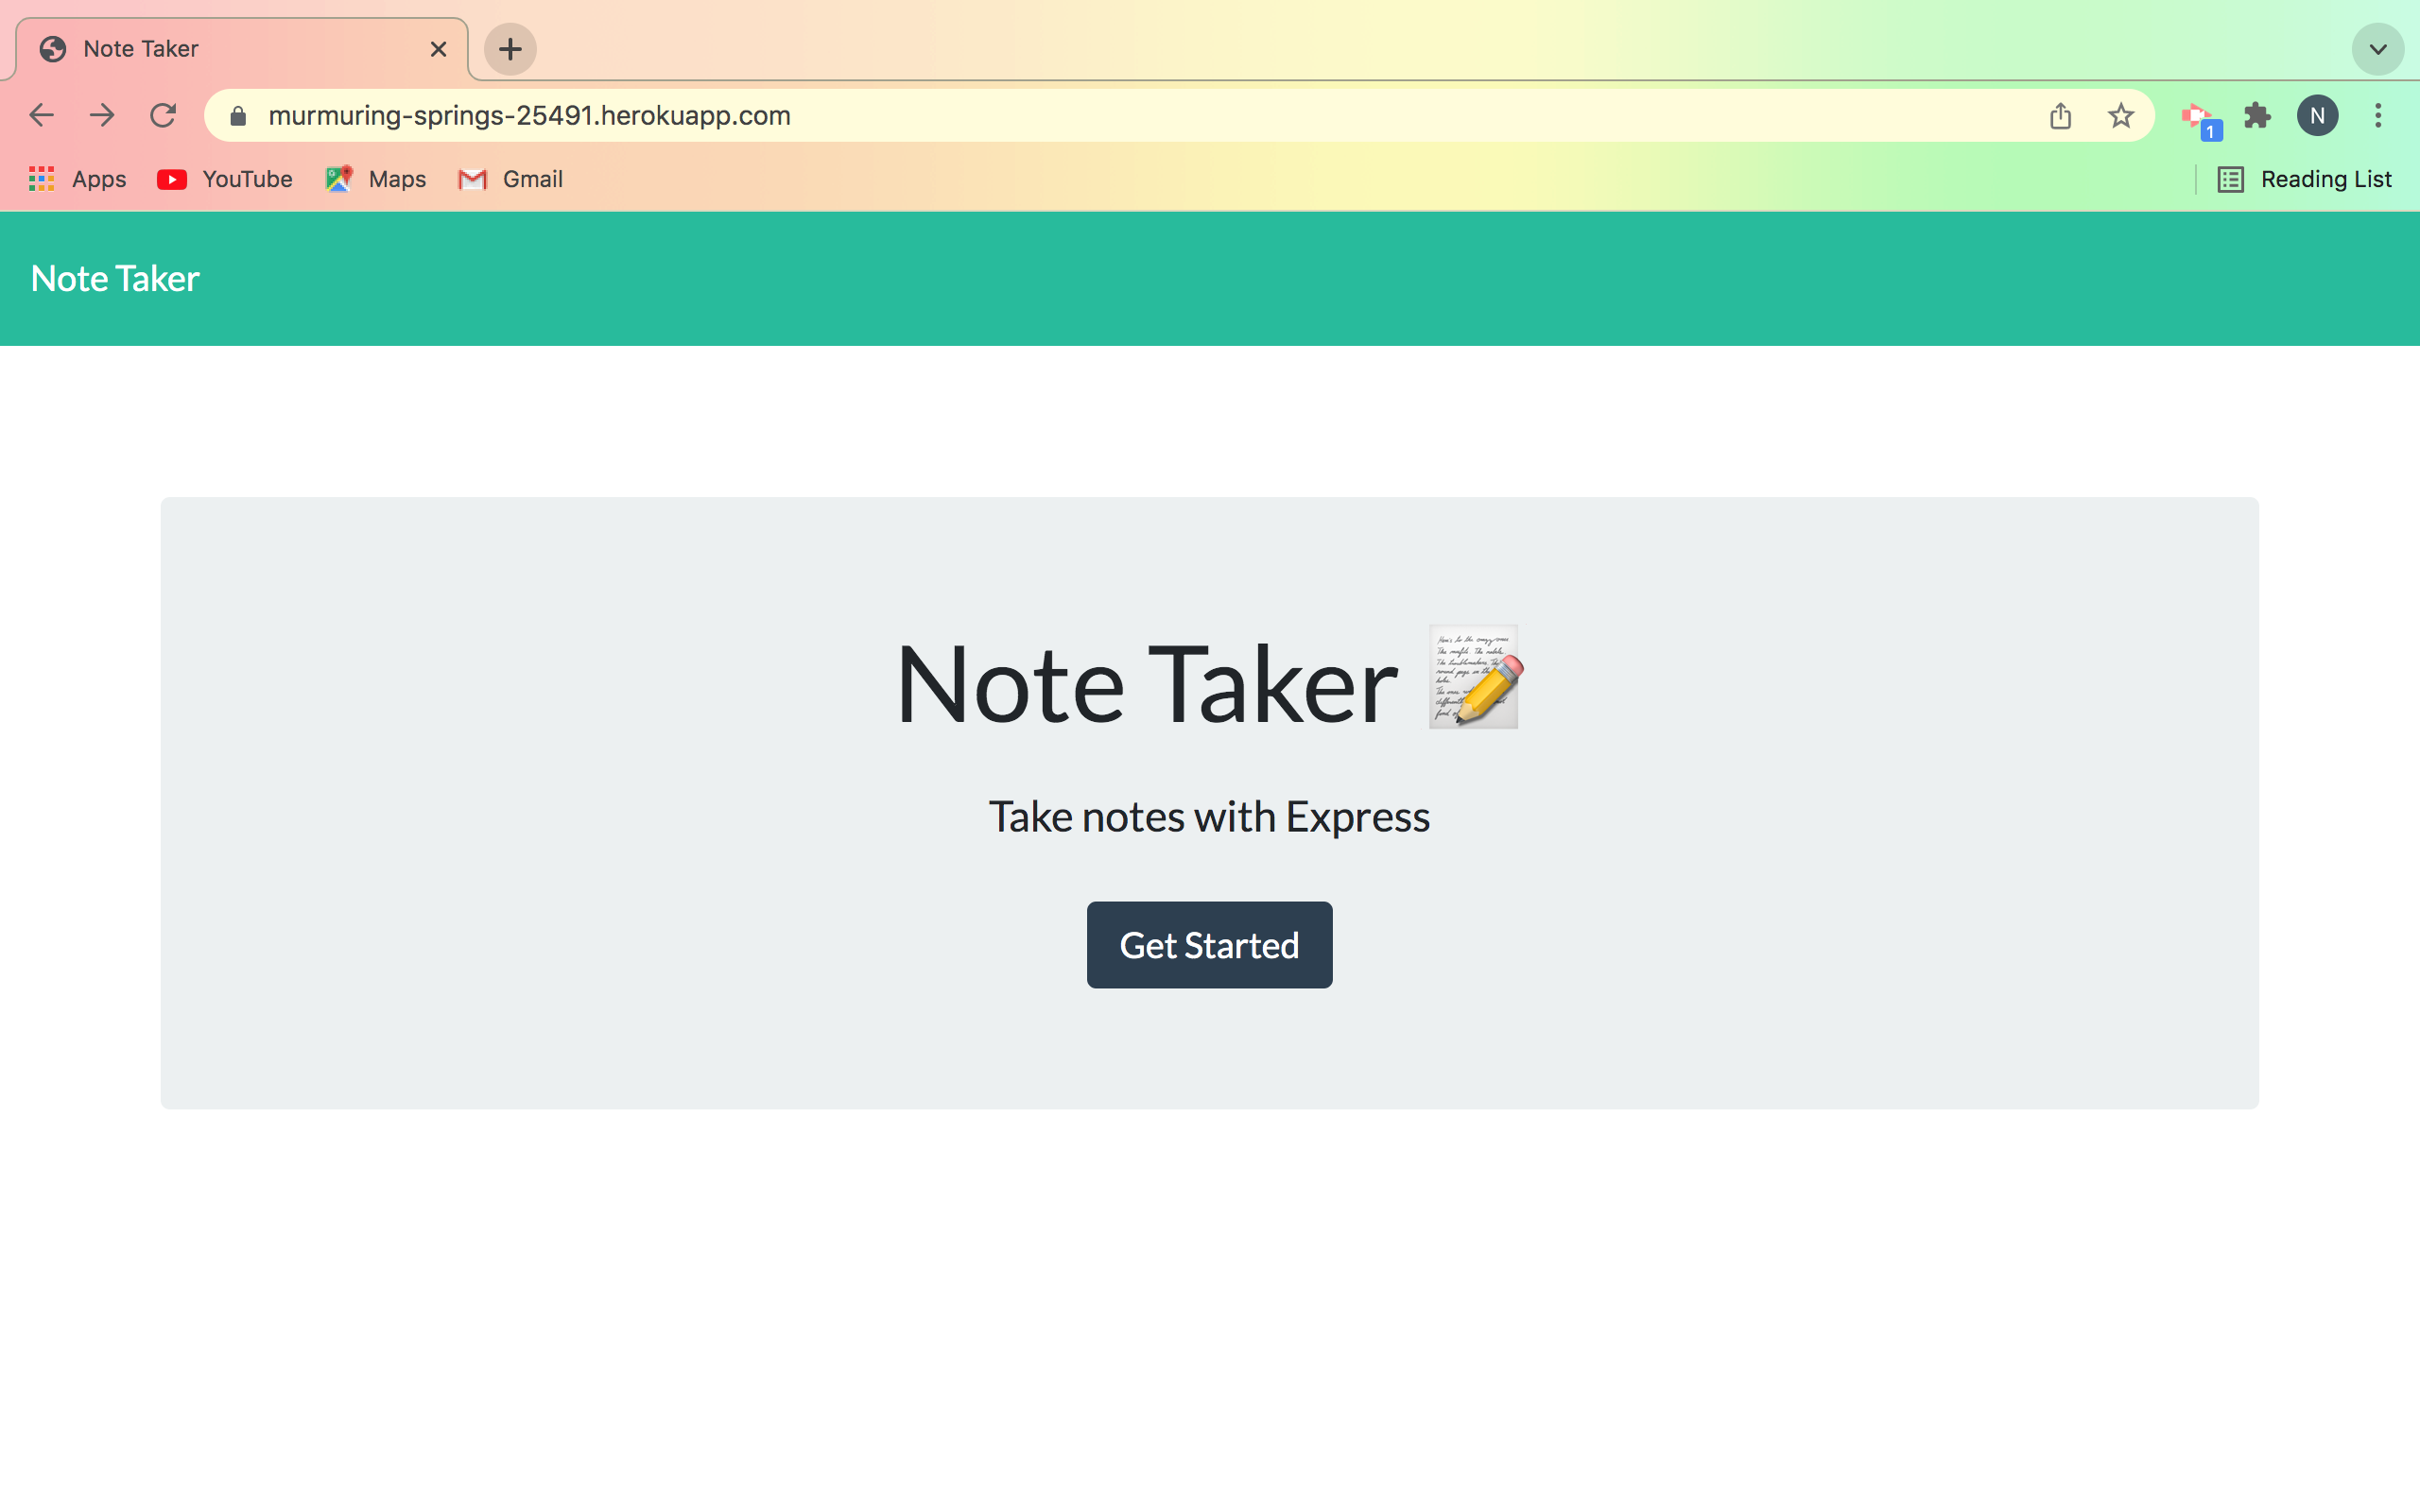 Note Taker
murmuring-springs-25491.herokuapp.com
1
N
Apps YouTube Maps Gmail Reading List
Note Taker
Note Taker
Take notes with Express
Get Started